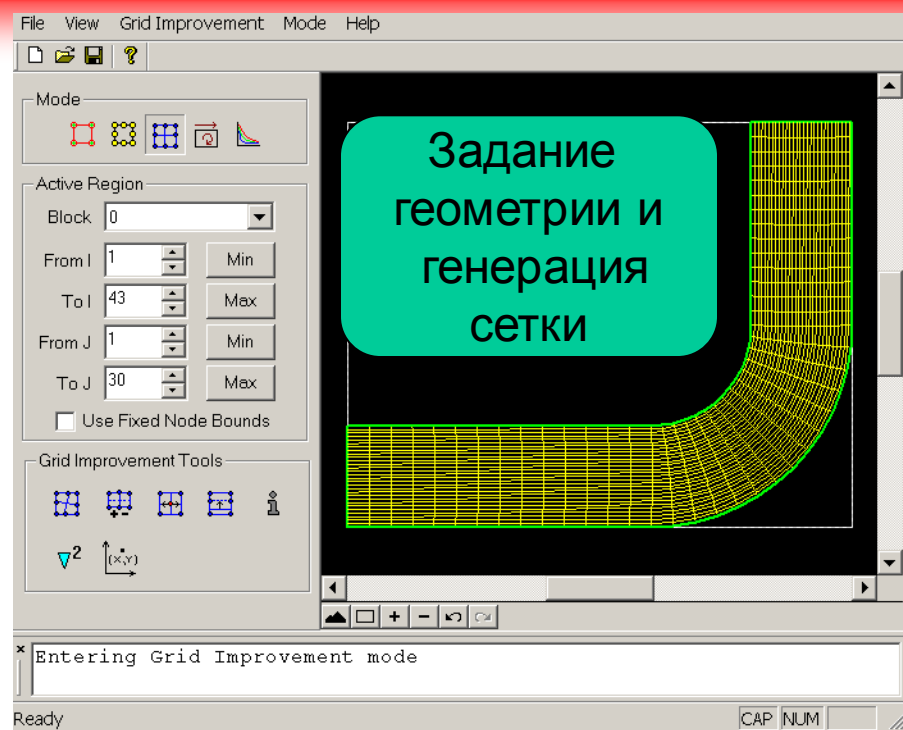 File View Grid Improvement Mode Help
Mode
Active Region
Block 0
From I 1 Min
To I 43 Max
From J 1 Min
To J 30 Max
Use Fixed Node Bounds
Grid Improvement Tools
∇2 (X,Y)
Задание
геометрии и
генерация
сетки
Entering Grid Improvement mode
Ready CAP NUM